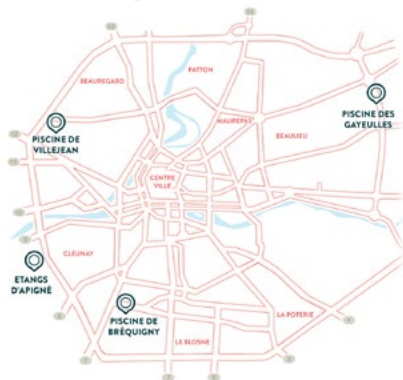 PATTON
BEAUREGARD
PISCINE DES
GAYEULLES
MAUREPAS
BEAULIEU
PISCINE DE
VILLEJEAN
CENTRE
VILLE
CLEUNAY
ETANGS
D'APIGNÉ
PISCINE DE
BRÉQUIGNY
LA POTERIE
LE BLOSNE